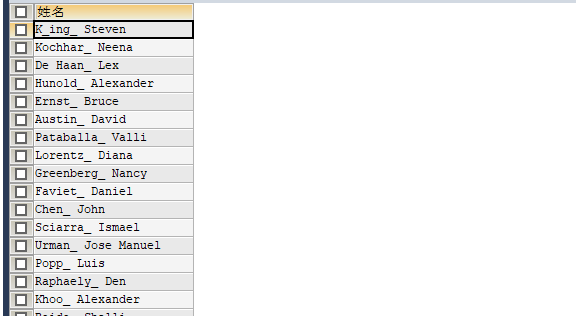 姓名
K_ing_ Steven
Kochhar_ Neena
De Haan_ Lex
Hunold_ Alexander
Ernst_ Bruce
Austin_ David
Pataballa_ Valli
Lorentz_ Diana
Greenberg_ Nancy
Faviet_ Daniel
Chen_ John
Sciarra_ Ismael
Urman_ Jose Manuel
Popp_ Luis
Raphaely_ Den
Khoo_ Alexander